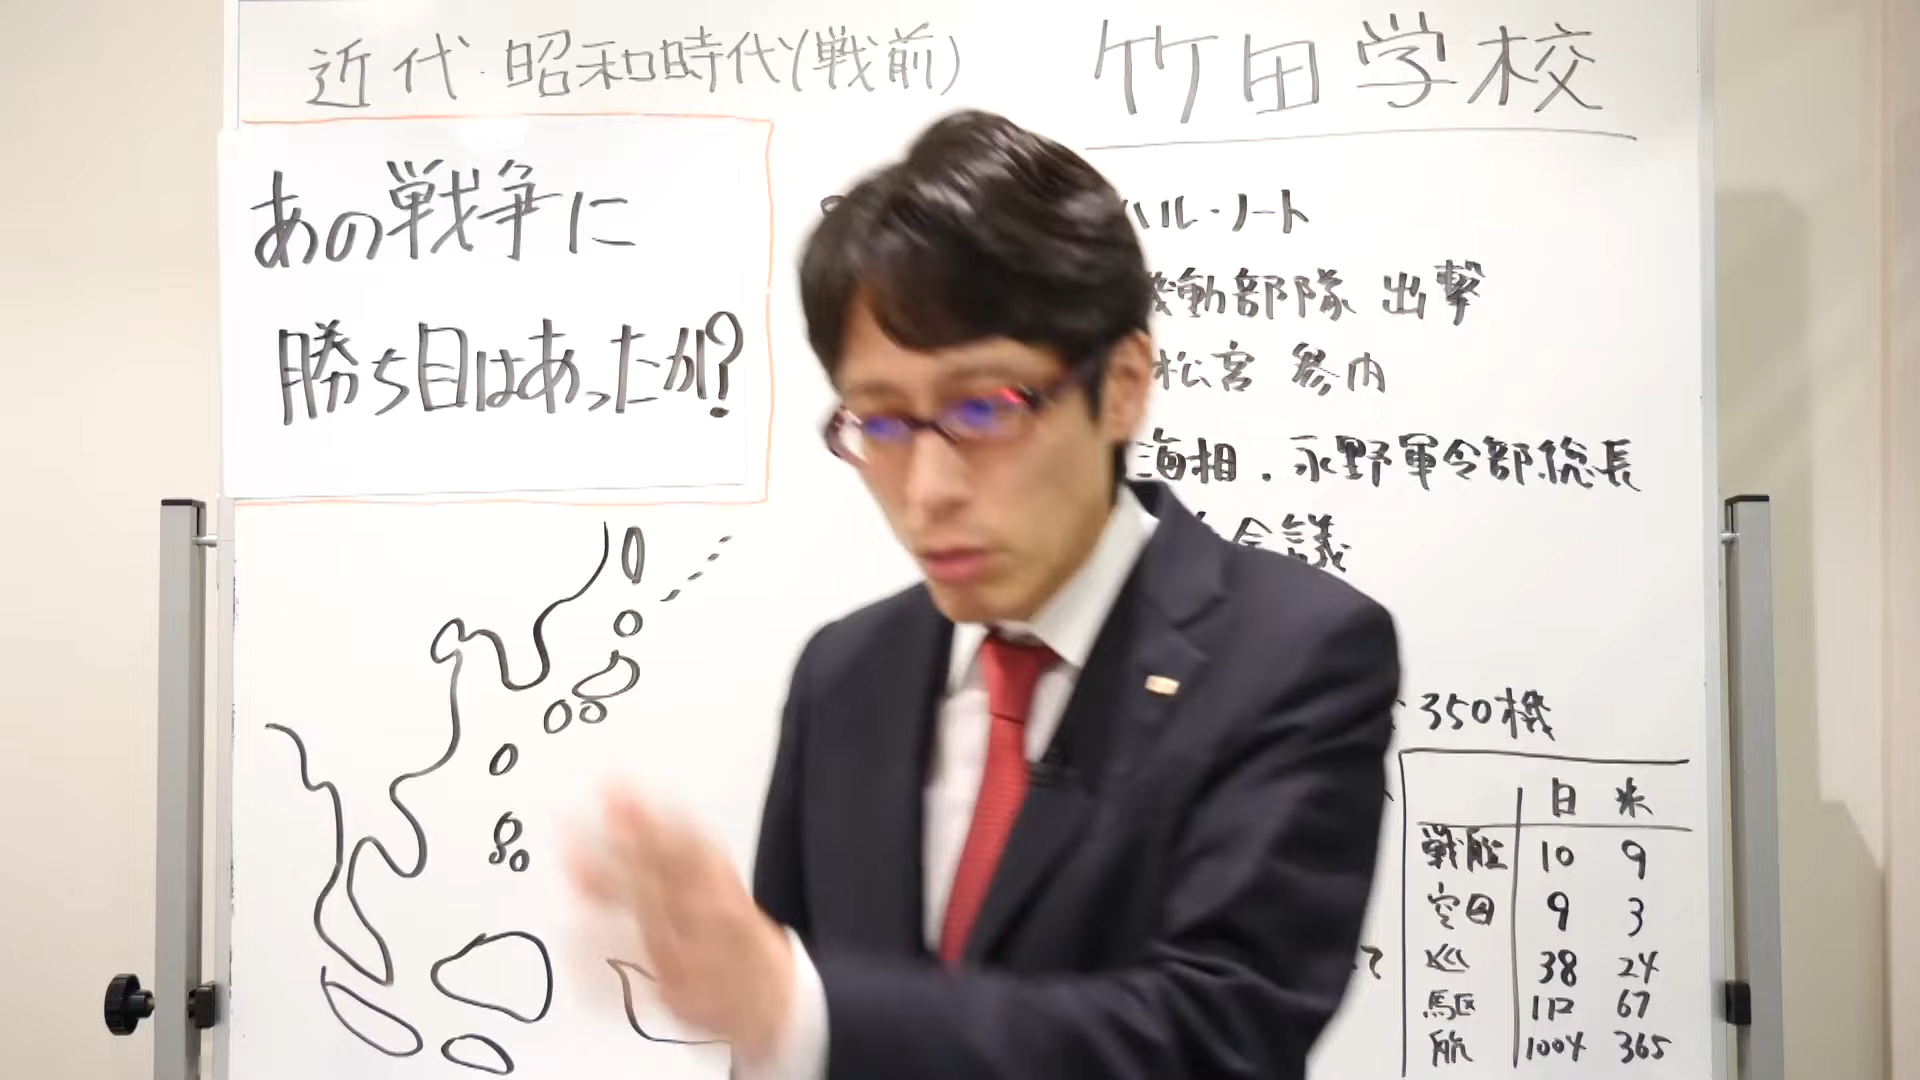 近代・昭和時代(戦前)
竹田学校
あの戦争に
勝ち目はあったか?
ハル・ノート
機動部隊 出撃
松宮 参内
海相・永野軍令部総長
会議
350機
日 米
戦艦 10 9
空母 9 3
巡 38 24
駆 112 67
航 1004 365
て